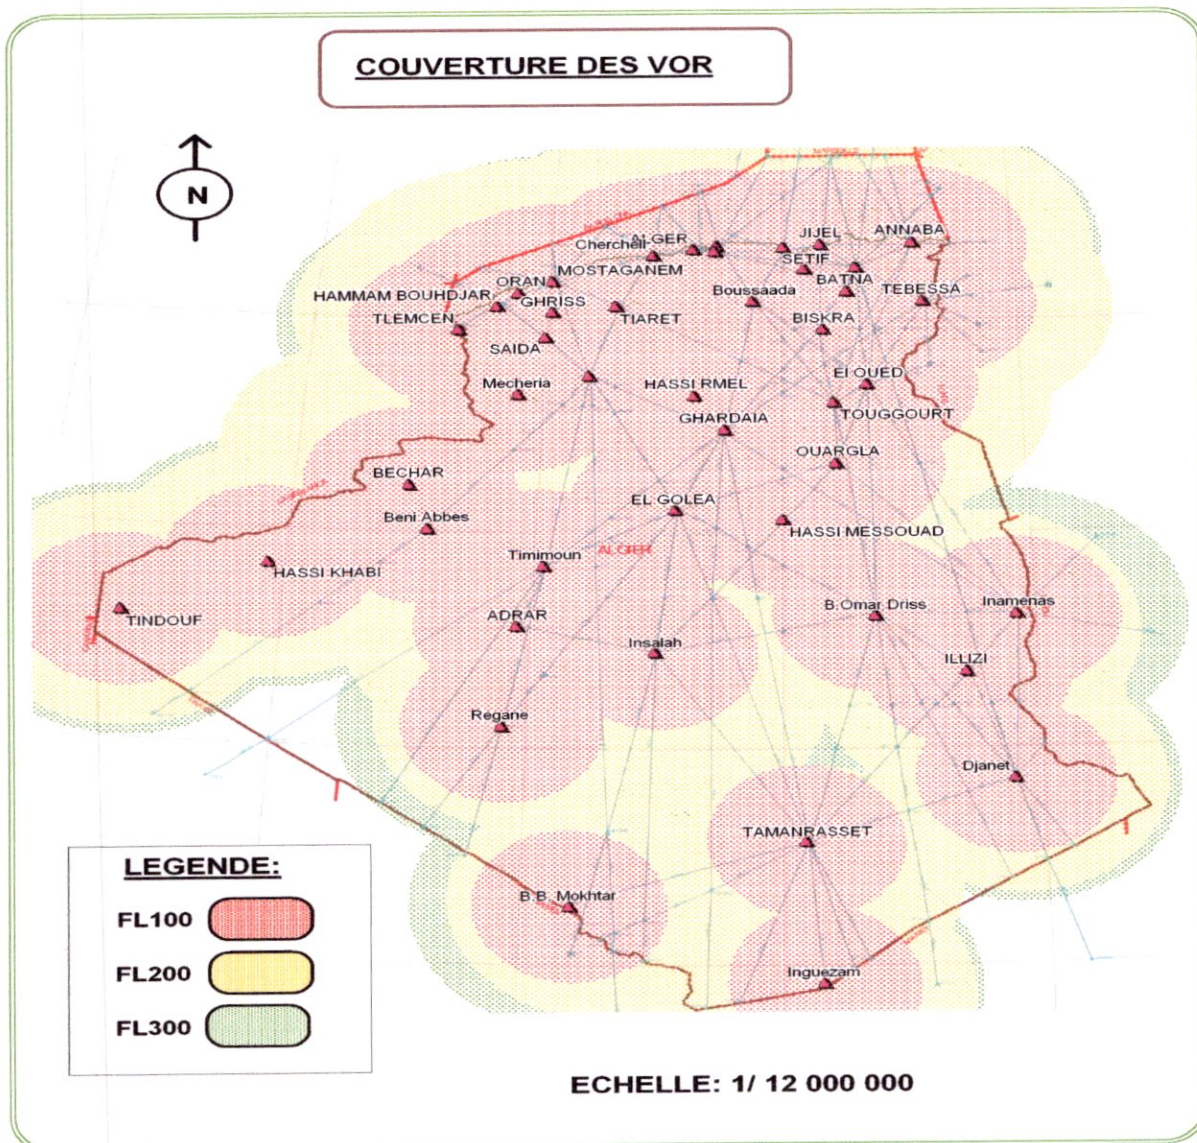 COUVERTURE DES VOR
N
JIJEL
ANNABA
ALGER
Cherchell
SETIF
MOSTAGANEM
ORAN
BATNA
HAMMAM BOUHDJAR
Boussaada
TEBESSA
GHRISS
TLEMCEN
TIARET
BISKRA
SAIDA
El OUED
Mecheria
HASSI RMEL
TOUGGOURT
GHARDAIA
OUARGLA
BECHAR
EL GOLEA
Beni Abbes
HASSI MESSOUAD
ALGIER
Timimoun
HASSI KHABI
B.Omar Driss
Inamenas
TINDOUF
ADRAR
Insalah
ILLIZI
Regane
Djanet
TAMANRASSET
B.B. Mokhtar
Inguezam
LEGENDE:
FL100
FL200
FL300
ECHELLE: 1/ 12 000 000